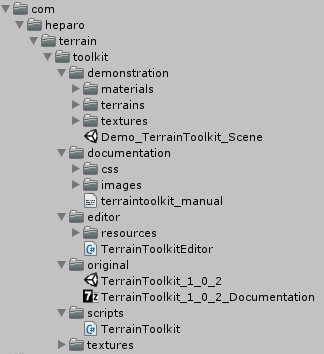 com
heparo
terrain
toolkit
demonstration
materials
terrains
textures
Demo_TerrainToolkit_Scene
documentation
css
images
terraintoolkit_manual
editor
resources
TerrainToolkitEditor
original
TerrainToolkit_1_0_2
TerrainToolkit_1_0_2_Documentation
scripts
TerrainToolkit
textures